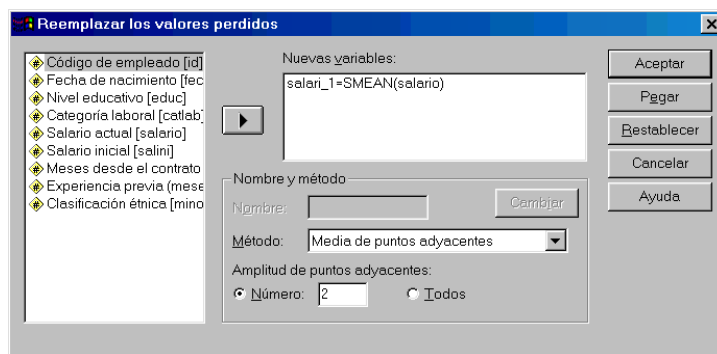 Reemplazar los valores perdidos
Código de empleado [id]
Fecha de nacimiento [fec
Nivel educativo [educ]
Categoría laboral [catlab]
Salario actual [salario]
Salario inicial [salini]
Meses desde el contrato
Experiencia previa (mese
Clasificación étnica [mino
Nuevas variables:
salari_1=SMEAN(salario)
Nombre y método
Nombre:
Cambiar
Método:
Media de puntos adyacentes
Amplitud de puntos adyacentes:
Número:
2
Todos
Aceptar
Pegar
Restablecer
Cancelar
Ayuda